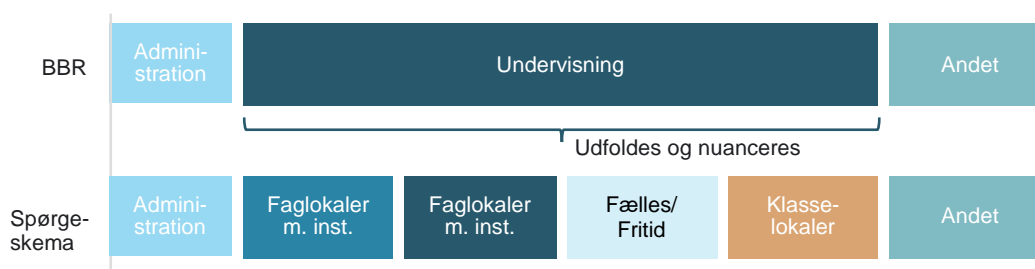 BBR
Admini-
stration
Undervisning
Andet
Udfoldes og nuanceres
Spørge-
skema
Admini-
stration
Faglokaler
m. inst.
Faglokaler
m. inst.
Fælles/
Fritid
Klasse-
lokaler
Andet